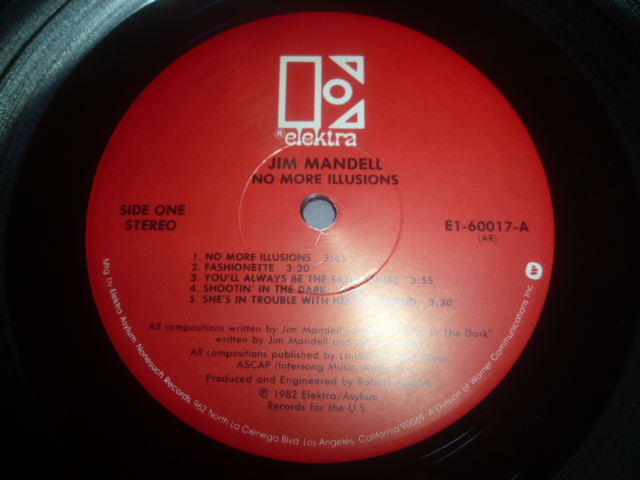 ® elektra
JIM MANDELL
NO MORE ILLUSIONS
SIDE ONE
STEREO
E1-60017-A
(AR)
1. NO MORE ILLUSIONS 3:45
2. FASHIONETTE 3:20
3. YOU'LL ALWAYS BE THE ME 3:55
4. SHOOTIN' IN THE DARK
5. SHE'S IN TROUBLE WITH 3:30
All compositions written by Jim Mandell In The Dark"
written by Jim Mandell and
All compositions published by
ASCAP (Intersong Music,
Produced and Engineered by
℗ 1982 Elektra/Asylum
Records for the U.S.
Mfg. by Elektra Asylum Nonesuch Records, 962 North La Cienega Blvd. Los Angeles, California 90069. A Division of Warner Communications Inc.